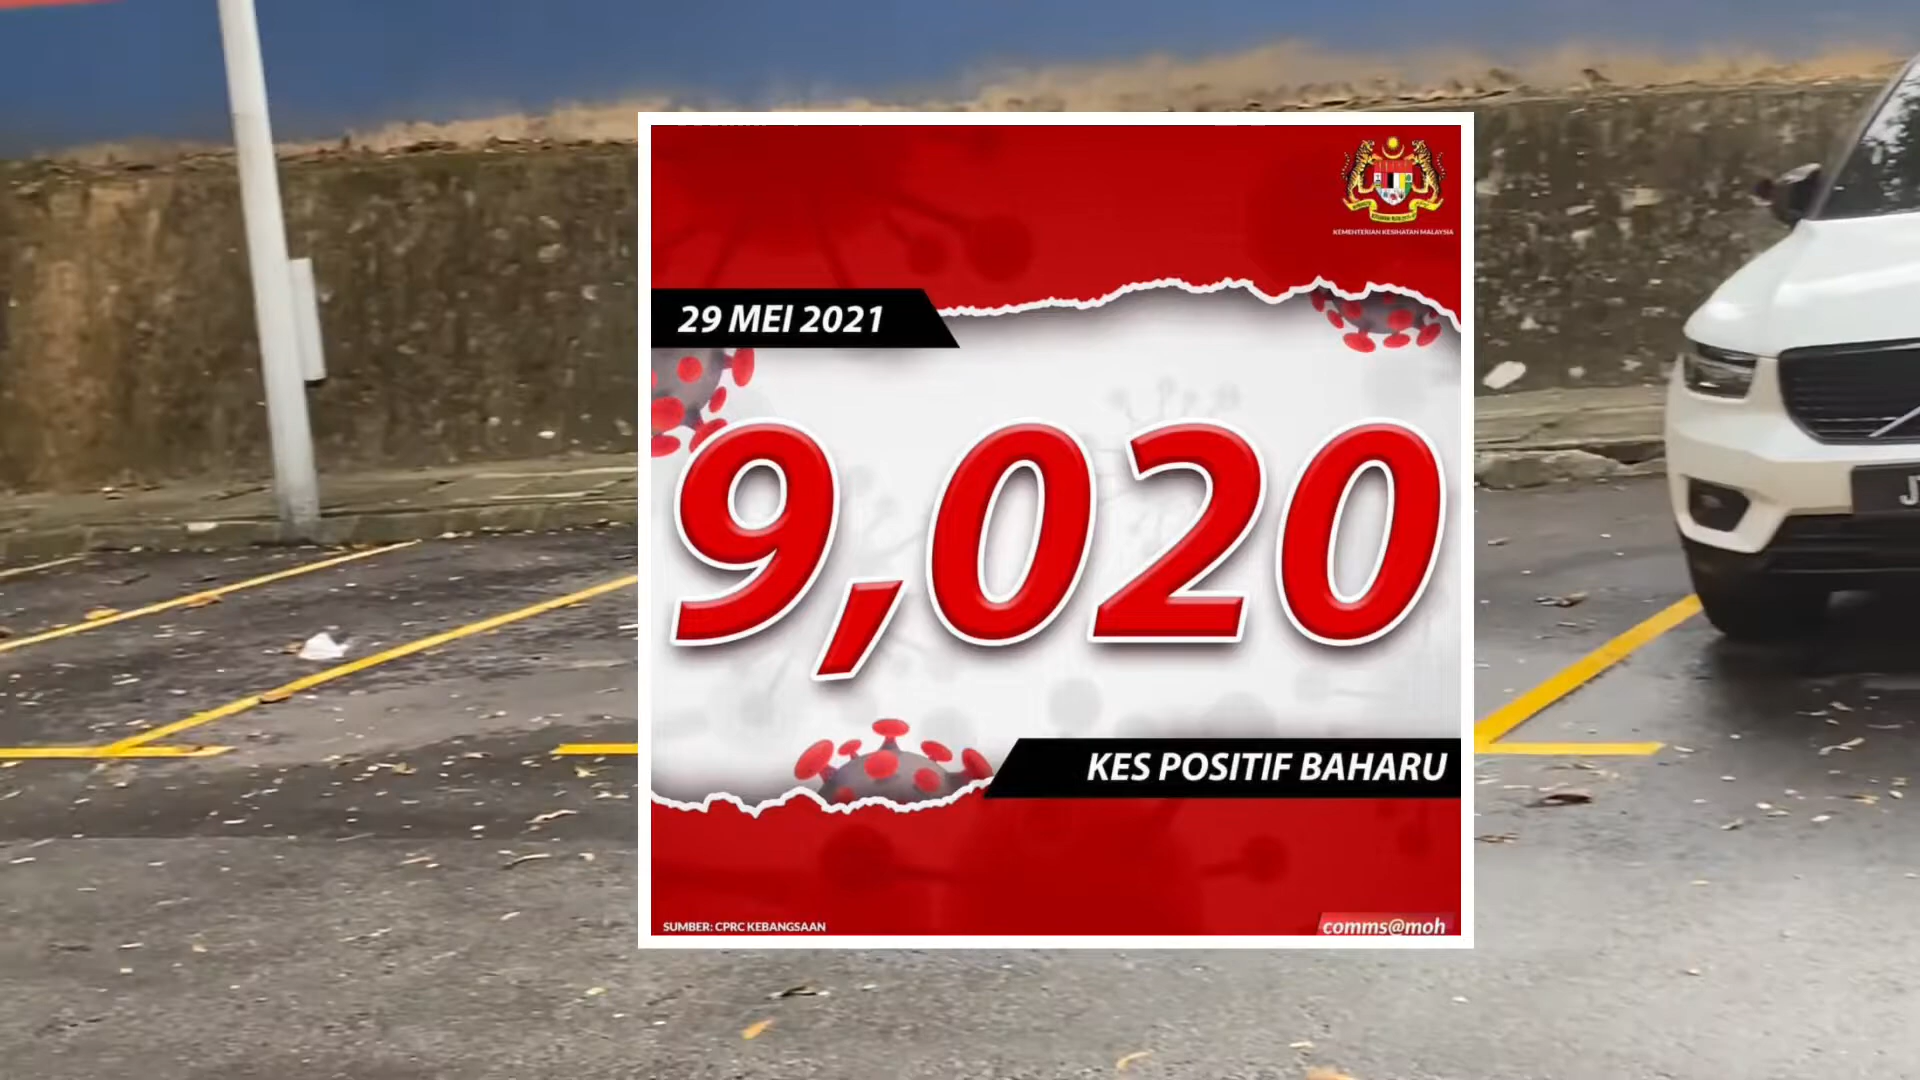 KEMENTERIAN KESIHATAN MALAYSIA
29 MEI 2021
9,020
KES POSITIF BAHARU
SUMBER: CPRC KEBANGSAAN
comms@moh